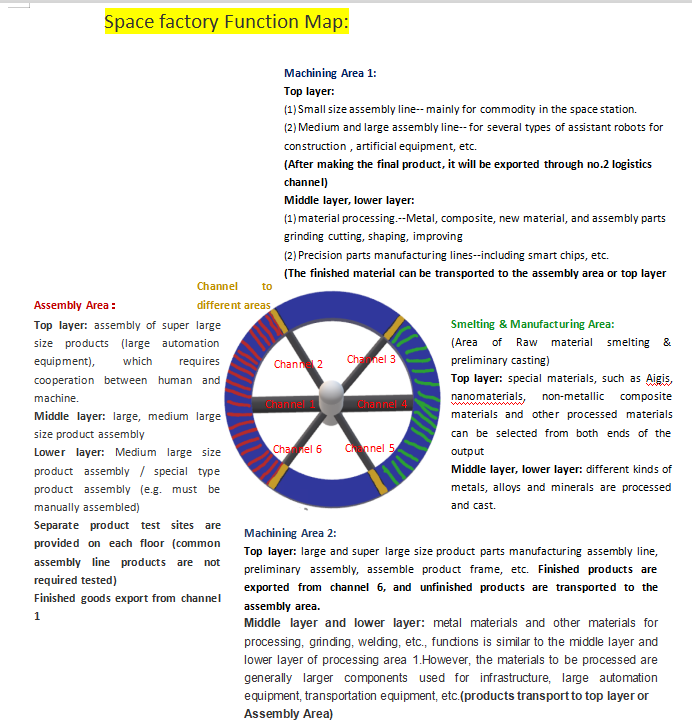 Space factory Function Map:
Machining Area 1:
Top layer:
(1) Small size assembly line-- mainly for commodity in the space station.
(2) Medium and large assembly line-- for several types of assistant robots for
construction , artificial equipment, etc.
(After making the final product, it will be exported through no.2 logistics
channel)
Middle layer, lower layer:
(1) material processing.--Metal, composite, new material, and assembly parts
grinding cutting, shaping, improving
(2) Precision parts manufacturing lines--including smart chips, etc.
(The finished material can be transported to the assembly area or top layer
Channel to
different areas
Assembly Area:
Top layer: assembly of super large
size products (large automation
equipment), which requires
cooperation between human and
machine.
Middle layer: large, medium large
size product assembly
Lower layer: Medium large size
product assembly / special type
product assembly (e.g. must be
manually assembled)
Separate product test sites are
provided on each floor (common
assembly line products are not
required tested)
Finished goods export from channel
1
Channel 2
Channel 3
Channel 1
Channel 4
Channel 6
Channel 5
Smelting & Manufacturing Area:
(Area of Raw material smelting &
preliminary casting)
Top layer: special materials, such as Aigis,
nanomaterials, non-metallic composite
materials and other processed materials
can be selected from both ends of the
output
Middle layer, lower layer: different kinds of
metals, alloys and minerals are processed
and cast.
Machining Area 2:
Top layer: large and super large size product parts manufacturing assembly line,
preliminary assembly, assemble product frame, etc. Finished products are
exported from channel 6, and unfinished products are transported to the
assembly area.
Middle layer and lower layer: metal materials and other materials for
processing, grinding, welding, etc., functions is similar to the middle layer and
lower layer of processing area 1.However, the materials to be processed are
generally larger components used for infrastructure, large automation
equipment, transportation equipment, etc.(products transport to top layer or
Assembly Area)